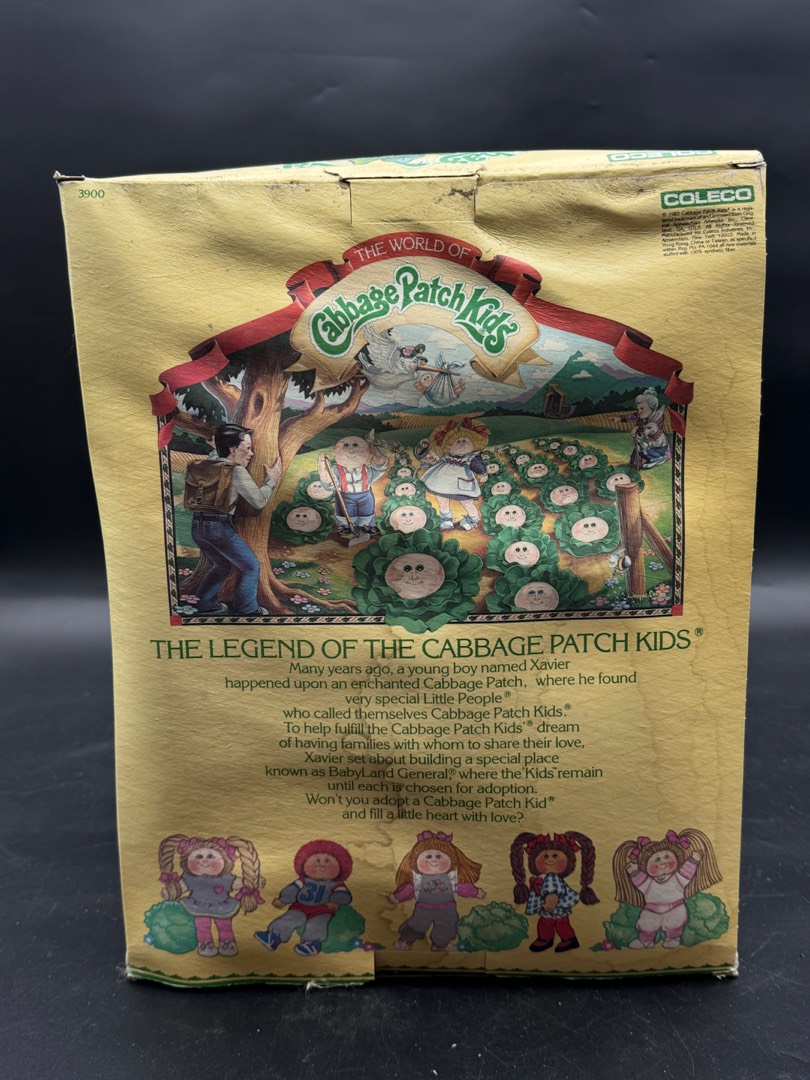 COLECO
3900
COLECO
© 1983
THE WORLD OF
Cabbage Patch Kids
THE LEGEND OF THE CABBAGE PATCH KIDS®
Many years ago, a young boy named Xavier
happened upon an enchanted Cabbage Patch, where he found
very special Little People®
who called themselves Cabbage Patch Kids.®
To help fulfill the Cabbage Patch Kids'® dream
of having families with whom to share their love,
Xavier set about building a special place
known as BabyLand General,® where the 'Kids' remain
until each is chosen for adoption.
Won't you adopt a Cabbage Patch Kid®
and fill a little heart with love?
31